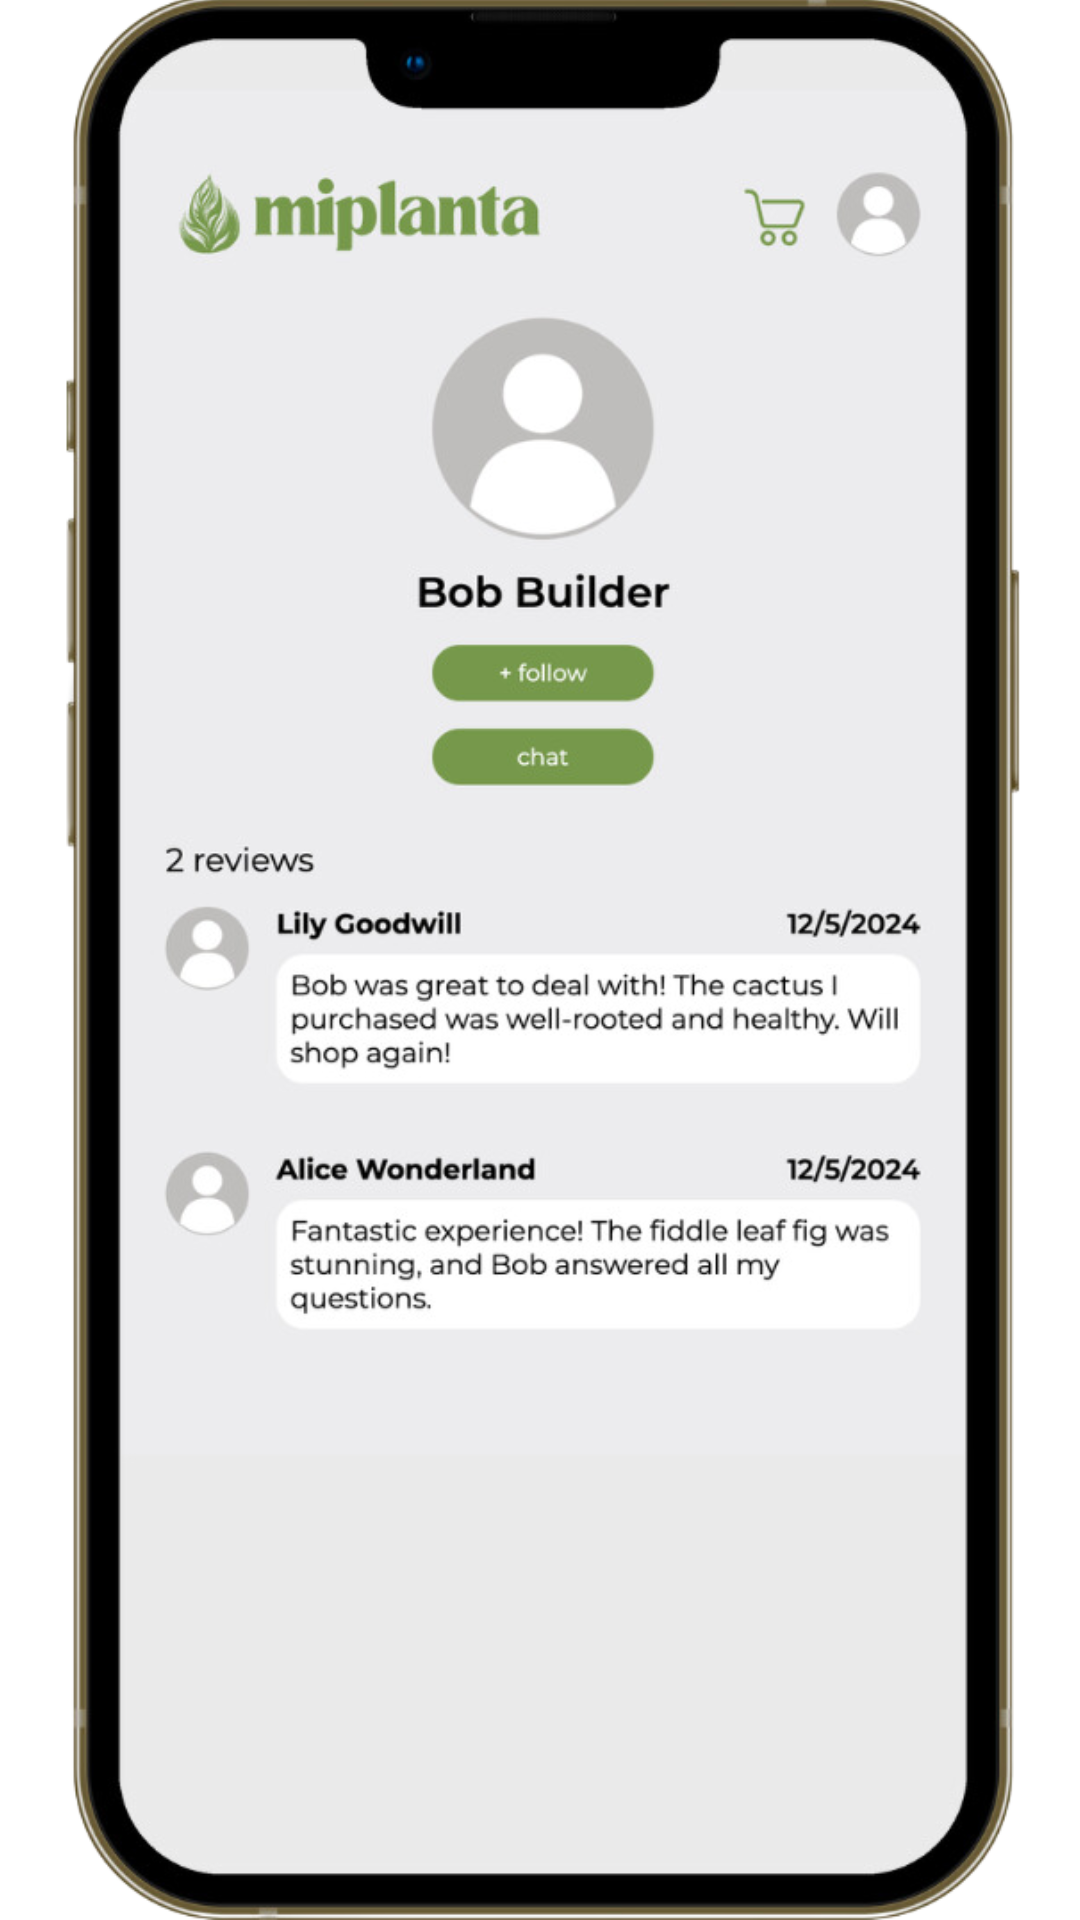 miplanta
Bob Builder
+ follow
chat
2 reviews
Lily Goodwill 12/5/2024
Bob was great to deal with! The cactus I
purchased was well-rooted and healthy. Will
shop again!
Alice Wonderland 12/5/2024
Fantastic experience! The fiddle leaf fig was
stunning, and Bob answered all my
questions.